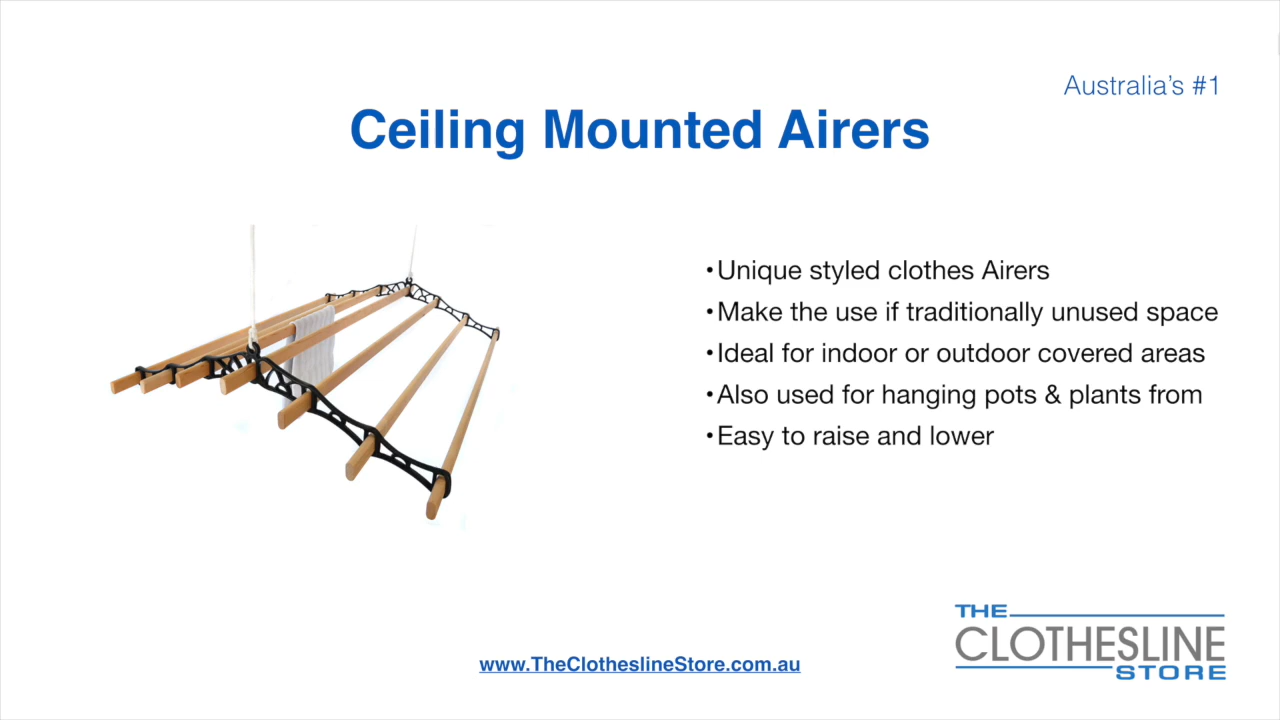 Australia's #1
Ceiling Mounted Airers
•Unique styled clothes Airers
•Make the use if traditionally unused space
•Ideal for indoor or outdoor covered areas
•Also used for hanging pots & plants from
•Easy to raise and lower
THE
CLOTHESLINE
STORE
www.TheClotheslineStore.com.au